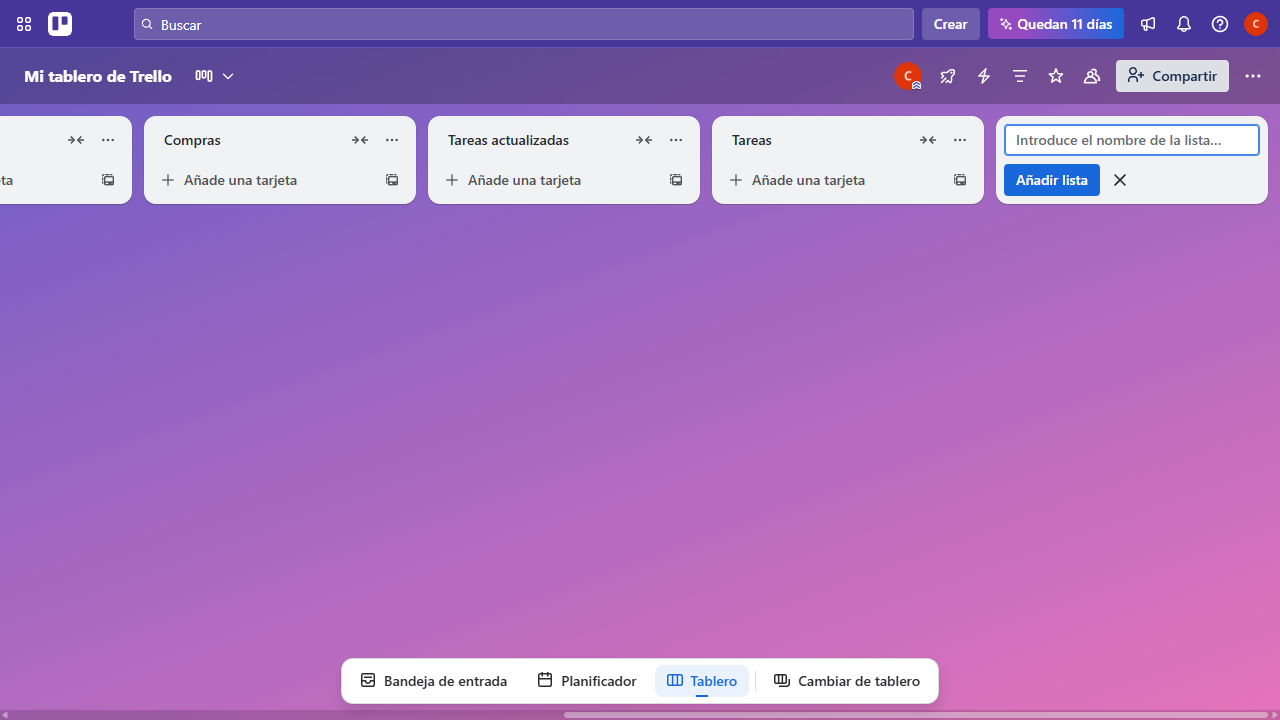 Buscar
Crear
Quedan 11 días
C
Mi tablero de Trello
C
Compartir
eta
Compras
Añade una tarjeta
Tareas actualizadas
Añade una tarjeta
Tareas
Añade una tarjeta
Introduce el nombre de la lista...
Añadir lista
Bandeja de entrada
Planificador
Tablero
Cambiar de tablero